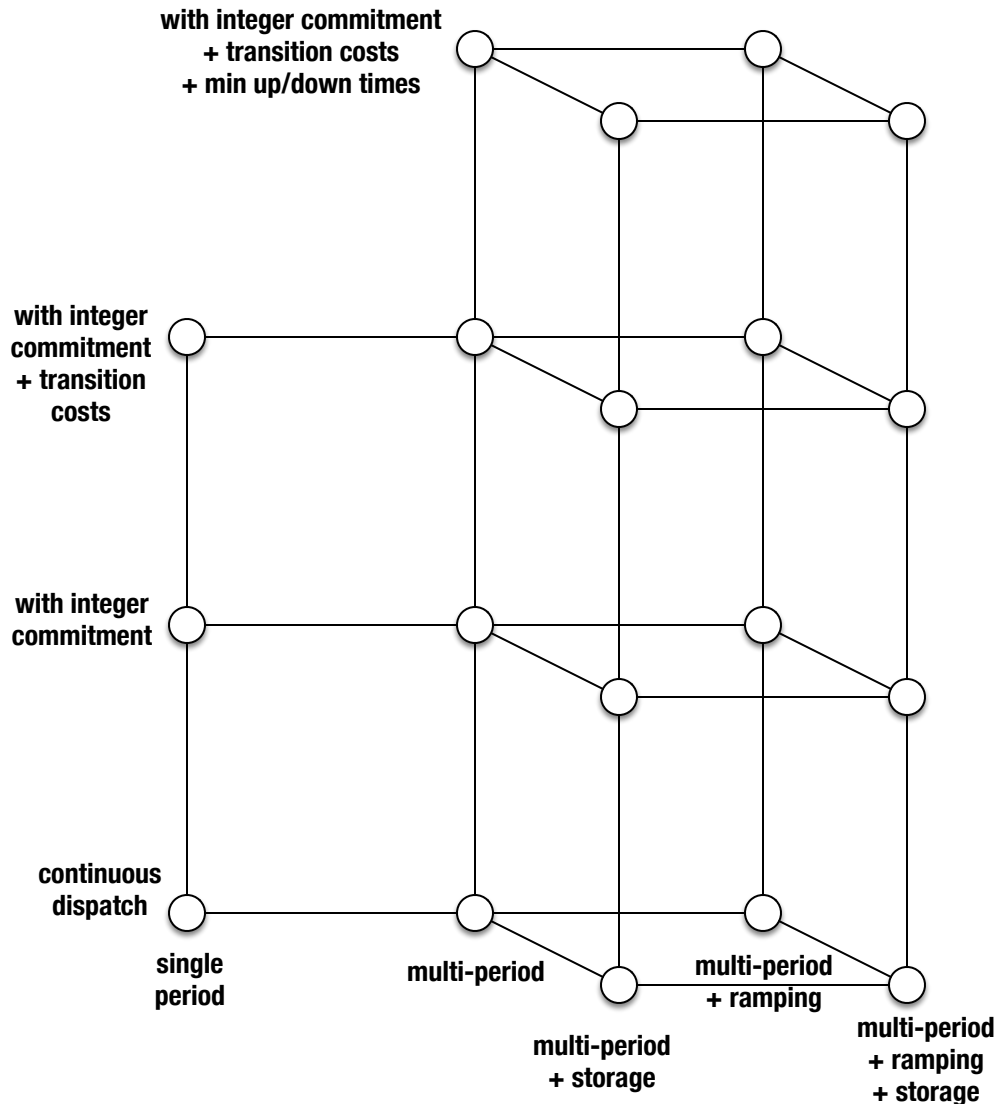 with integer commitment
+ transition costs
+ min up/down times
with integer
commitment
+ transition
costs
with integer
commitment
continuous
dispatch
single
period
multi-period
multi-period
+ storage
multi-period
+ ramping
multi-period
+ ramping
+ storage